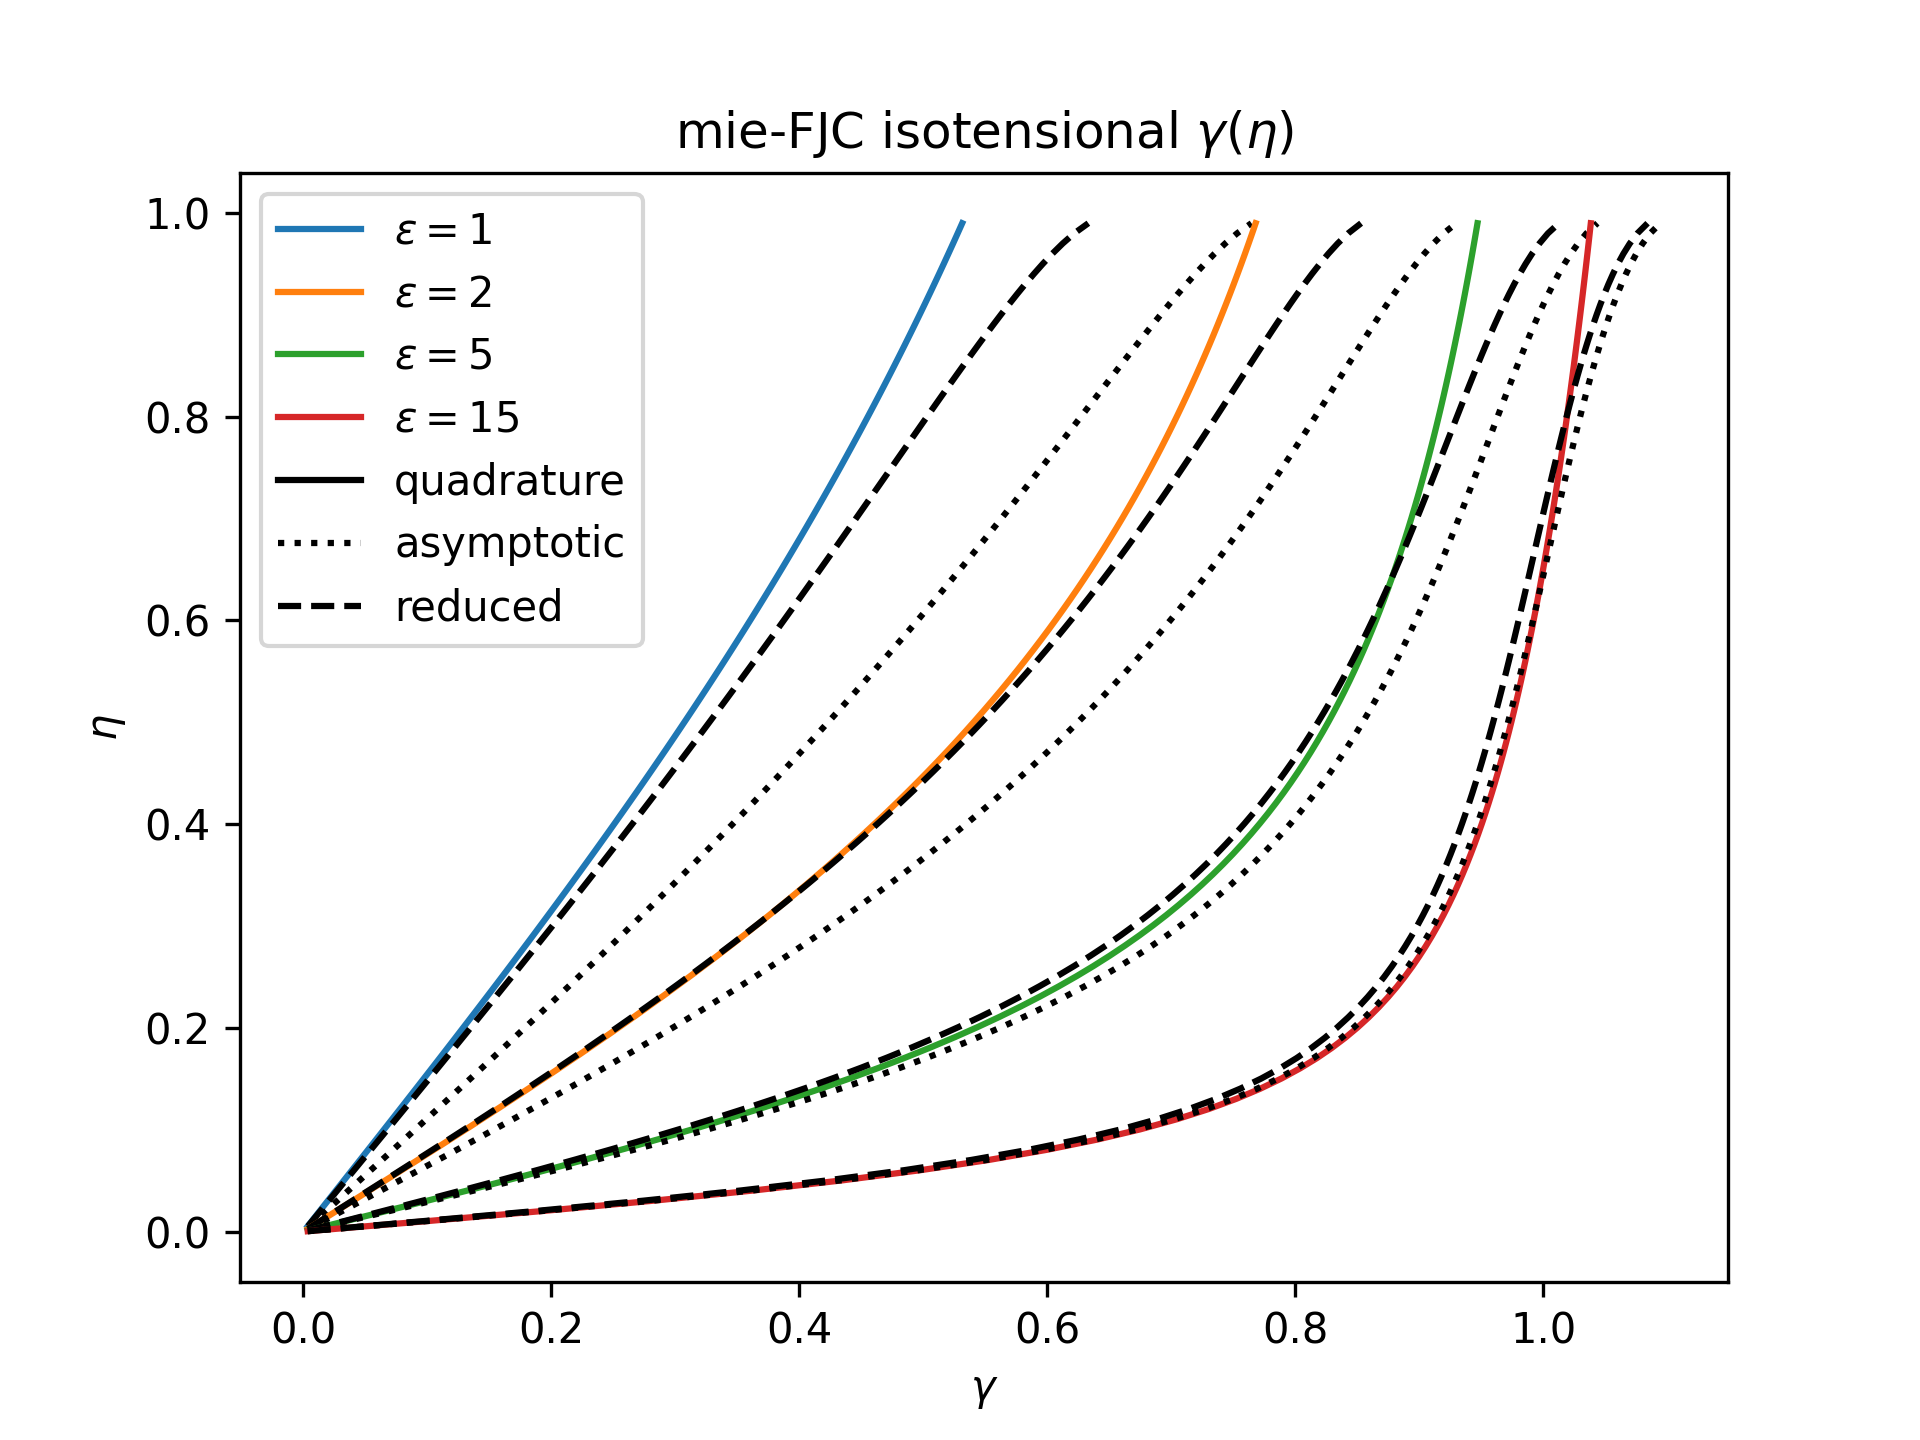 mie-FJC isotensional γ(η)
ε = 1
ε = 2
ε = 5
ε = 15
quadrature
asymptotic
reduced
1.0
0.8
0.6
0.4
0.2
0.0
η
0.0 0.2 0.4 0.6 0.8 1.0
γ